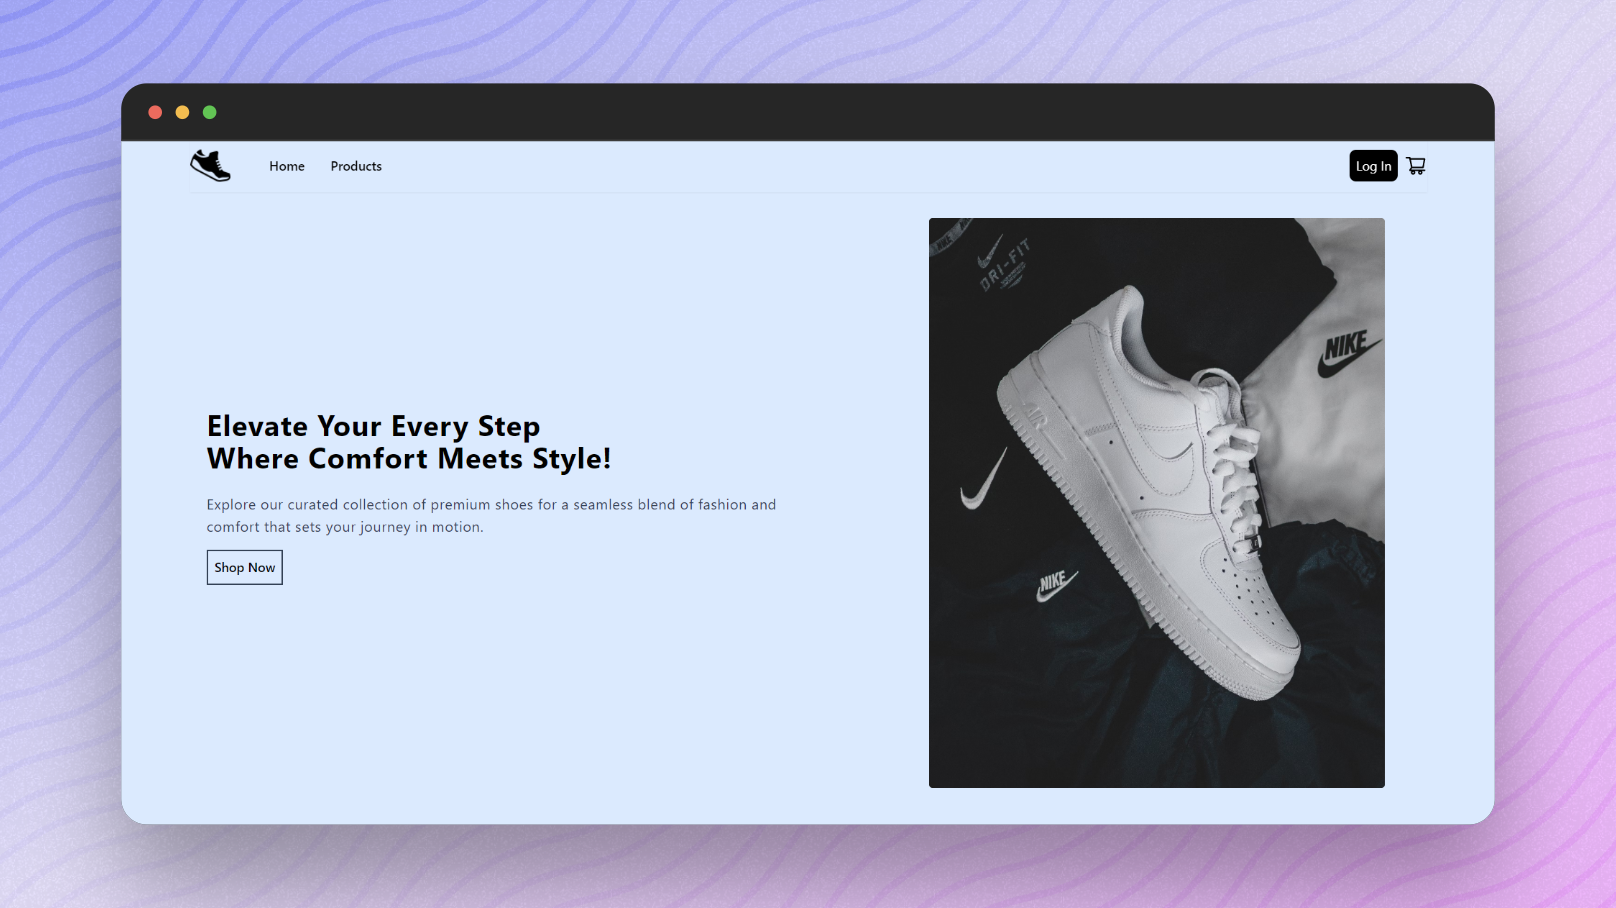 Home Products Log In
Elevate Your Every Step
Where Comfort Meets Style!
Explore our curated collection of premium shoes for a seamless blend of fashion and
comfort that sets your journey in motion.
Shop Now
NIKE
DRI-FIT
NIKE
AIR
NIKE